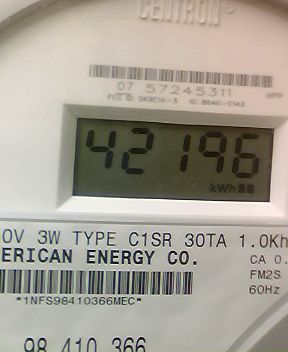 CENTRON®
07 57245311
42196
kWh
0V 3W TYPE C1SR 30TA 1.0Kh
ERICAN ENERGY CO.
CA 0.
FM2S
60Hz
*1NFS98410366MEC*
98 410 366